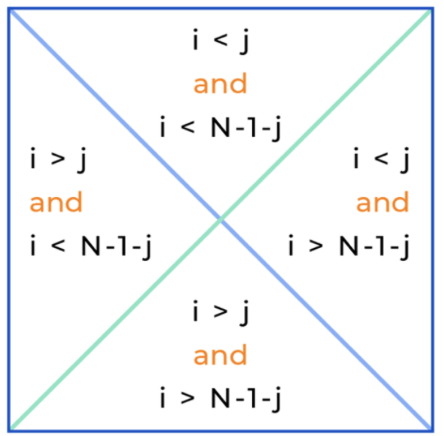 i < j
and
i < N-1-j
i > j
and
i < N-1-j
i < j
and
i > N-1-j
i > j
and
i > N-1-j